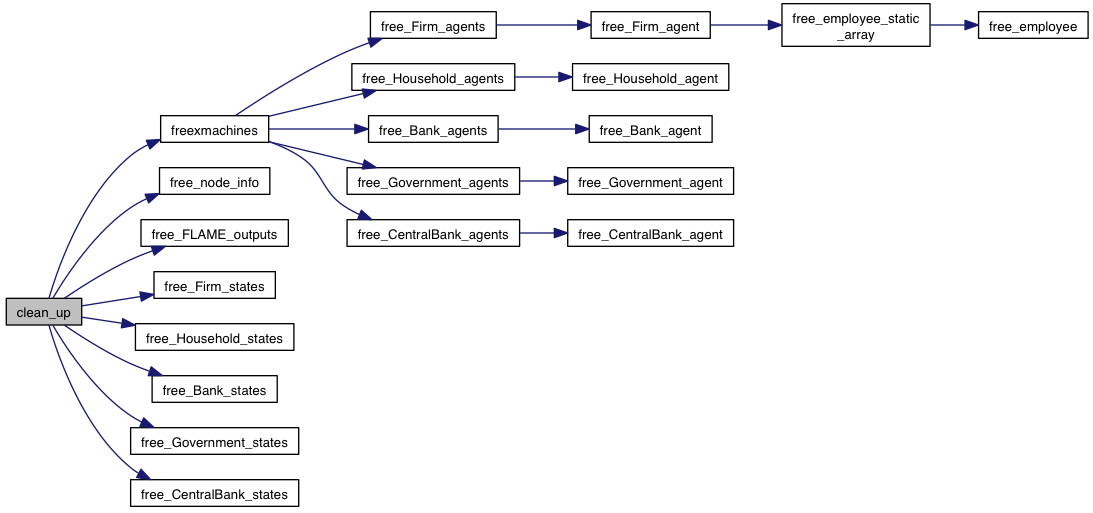 free_Firm_agents
free_Firm_agent
free_employee_static
_array
free_employee
free_Household_agents
free_Household_agent
freexmachines
free_Bank_agents
free_Bank_agent
free_node_info
free_Government_agents
free_Government_agent
free_FLAME_outputs
free_CentralBank_agents
free_CentralBank_agent
free_Firm_states
clean_up
free_Household_states
free_Bank_states
free_Government_states
free_CentralBank_states